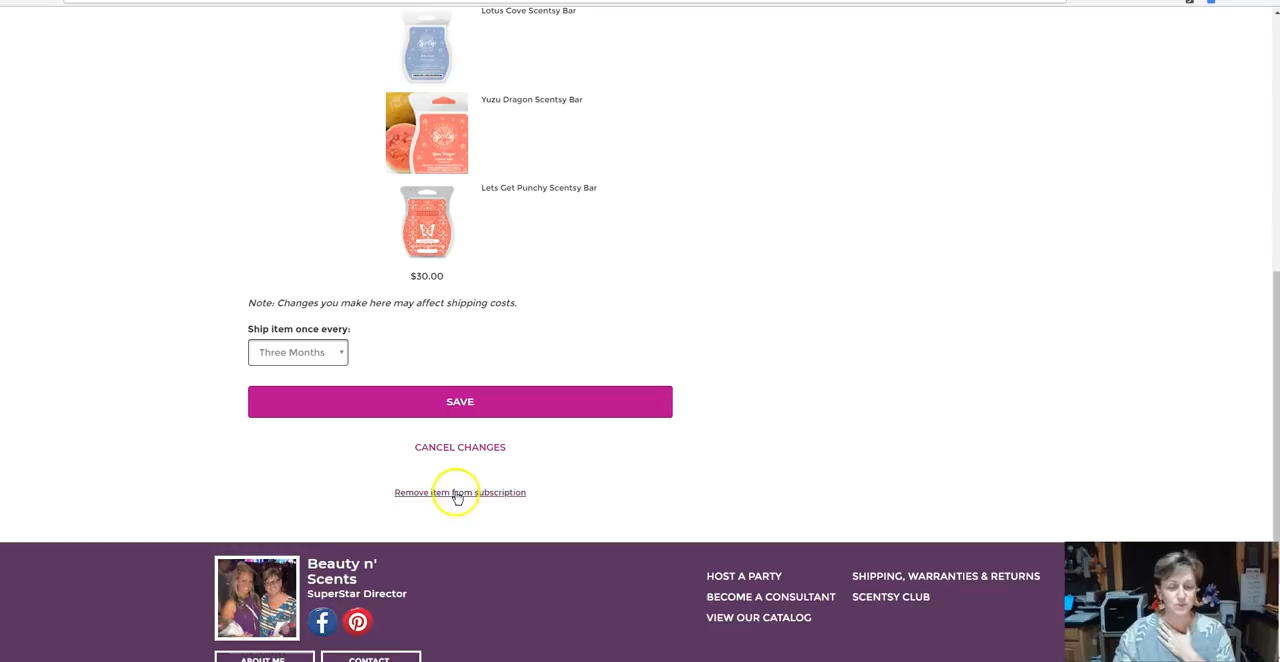 Lotus Cove Scentsy Bar
Yuzu Dragon Scentsy Bar
Lets Get Punchy Scentsy Bar
$30.00
Note: Changes you make here may affect shipping costs.
Ship item once every:
Three Months
SAVE
CANCEL CHANGES
Remove item from subscription
Beauty n'
Scents
SuperStar Director
HOST A PARTY
SHIPPING, WARRANTIES & RETURNS
BECOME A CONSULTANT
SCENTSY CLUB
VIEW OUR CATALOG
ABOUT ME
CONTACT